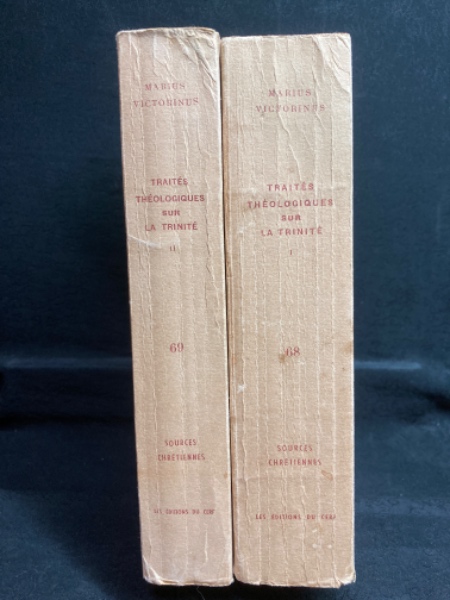 MARIUS
VICTORINUS
TRAITÉS
THÉOLOGIQUES
SUR
LA TRINITÉ
II
69
SOURCES
CHRÉTIENNES
LES ÉDITIONS DU CERF
MARIUS
VICTORINUS
TRAITÉS
THÉOLOGIQUES
SUR
LA TRINITÉ
I
68
SOURCES
CHRÉTIENNES
LES ÉDITIONS DU CERF